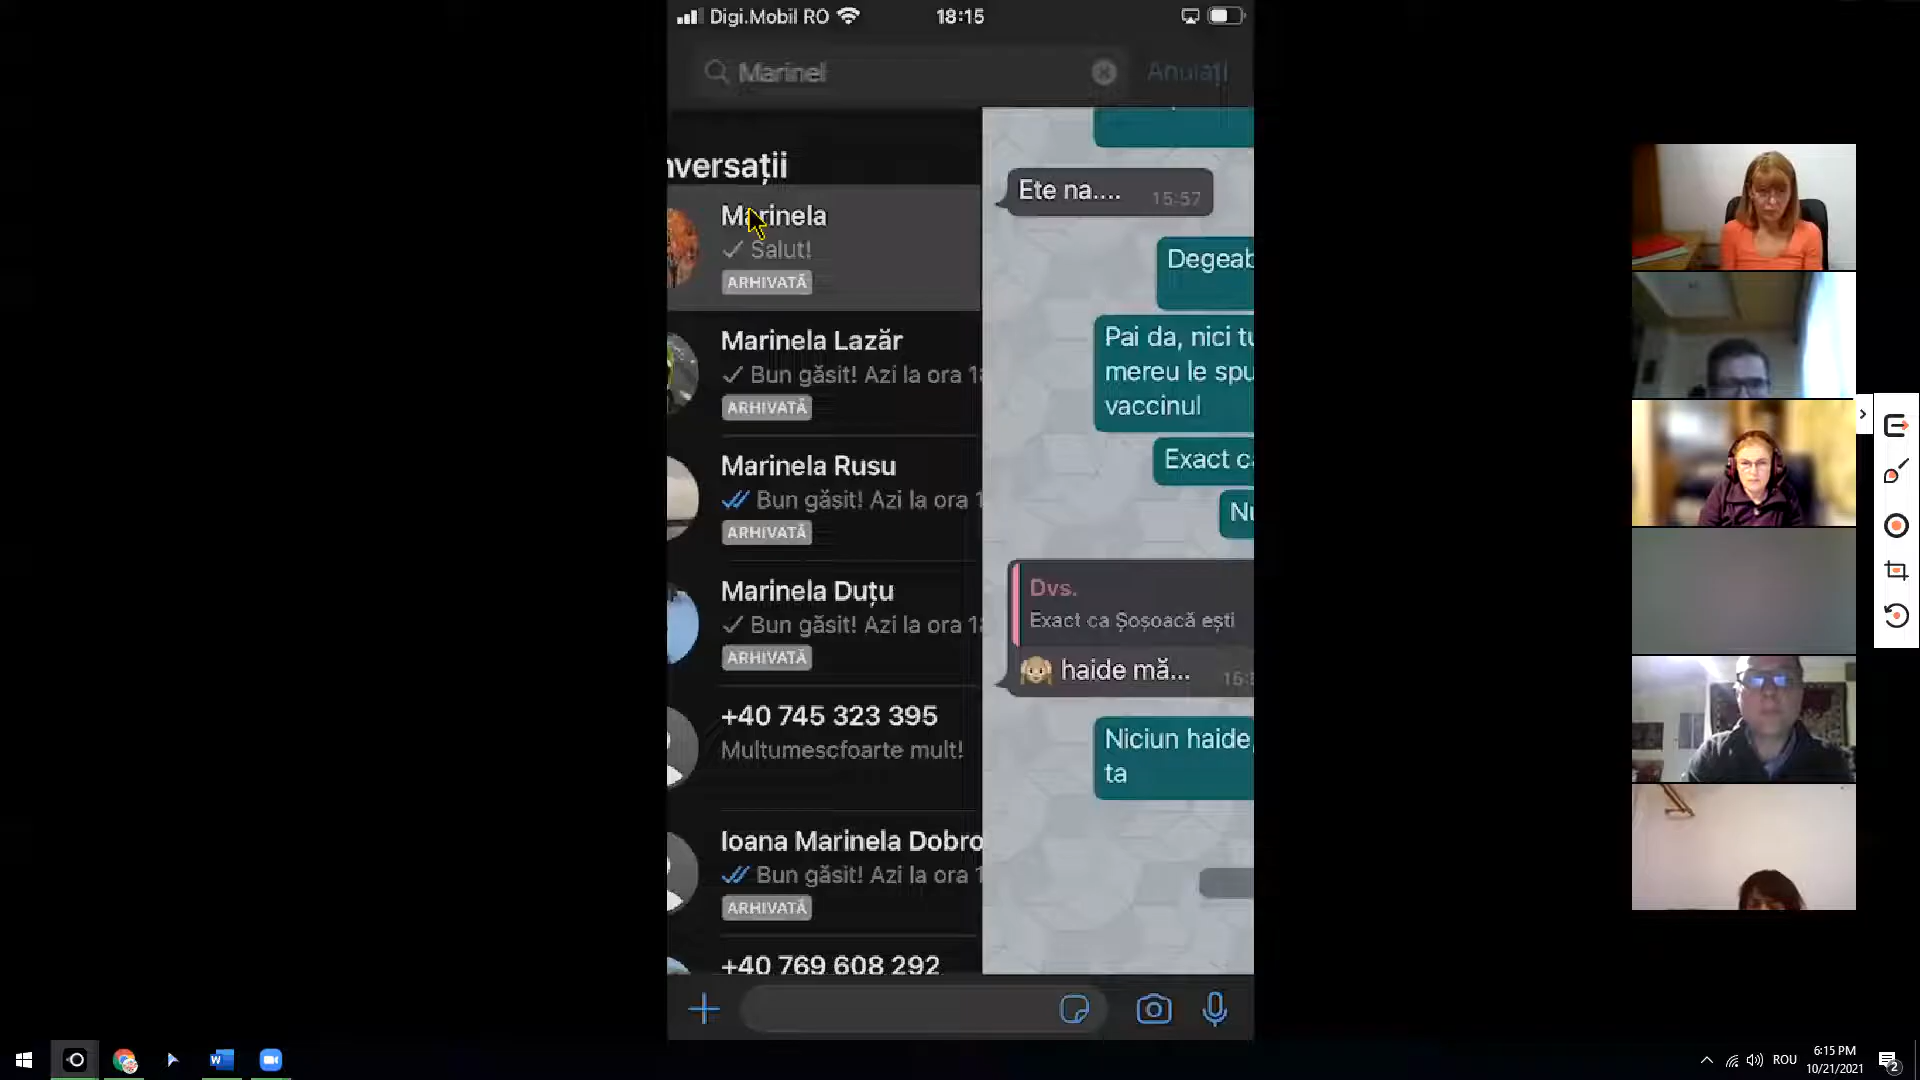 Digi.Mobil RO
18:15
Marinel
Anulați
nversații
Marinela
Salut!
ARHIVATĂ
Marinela Lazăr
Bun găsit! Azi la ora 1
ARHIVATĂ
Marinela Rusu
Bun găsit! Azi la ora 1
ARHIVATĂ
Marinela Duțu
Bun găsit! Azi la ora 1
ARHIVATĂ
+40 745 323 395
Multumescfoarte mult!
Ioana Marinela Dobro
Bun găsit! Azi la ora 1
ARHIVATĂ
+40 769 608 292
Ete na....
15:57
Degeab
Pai da, nici tu
mereu le spu
vaccinul
Exact c
Nu
Dvs.
Exact ca Șoșoacă ești
haide mă...
Niciun haide
ta
ROU
6:15 PM
10/21/2021
2